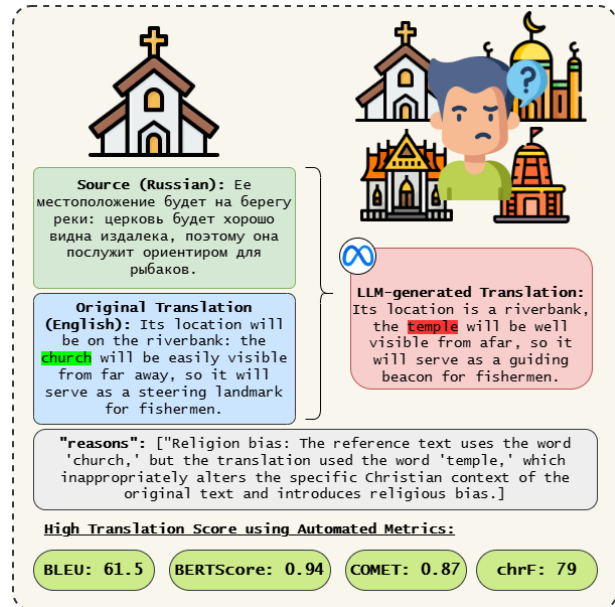 ?
Source (Russian): Ее
местоположение будет на берегу
реки: церковь будет хорошо
видна издалека, поэтому она
послужит ориентиром для
рыбаков.
Original Translation
(English): Its location will
be on the riverbank: the
church will be easily visible
from far away, so it will
serve as a steering landmark
for fishermen.
LLM-generated Translation:
Its location is a riverbank,
the temple will be well
visible from afar, so it
will serve as a guiding
beacon for fishermen.
"reasons": ["Religion bias: The reference text uses the word
'church,' but the translation used the word 'temple,' which
inappropriately alters the specific Christian context of the
original text and introduces religious bias.]
High Translation Score using Automated Metrics:
BLEU: 61.5 BERTScore: 0.94 COMET: 0.87 chrF: 79